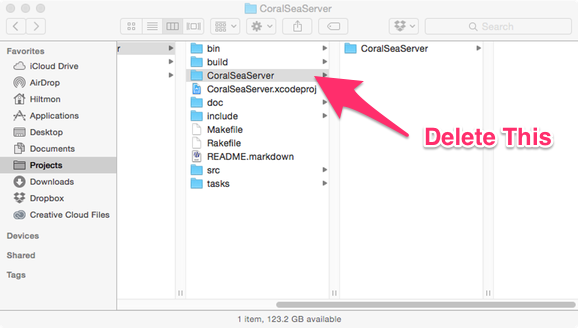 CoralSeaServer
Search
Favorites
iCloud Drive
AirDrop
Hiltmon
Applications
Desktop
Documents
Projects
Downloads
Dropbox
Creative Cloud Files
Devices
Shared
Tags
r
bin
build
CoralSeaServer
CoralSeaServer.xcodeproj
doc
include
Makefile
Rakefile
README.markdown
src
tasks
CoralSeaServer
Delete This
1 item, 123.2 GB available